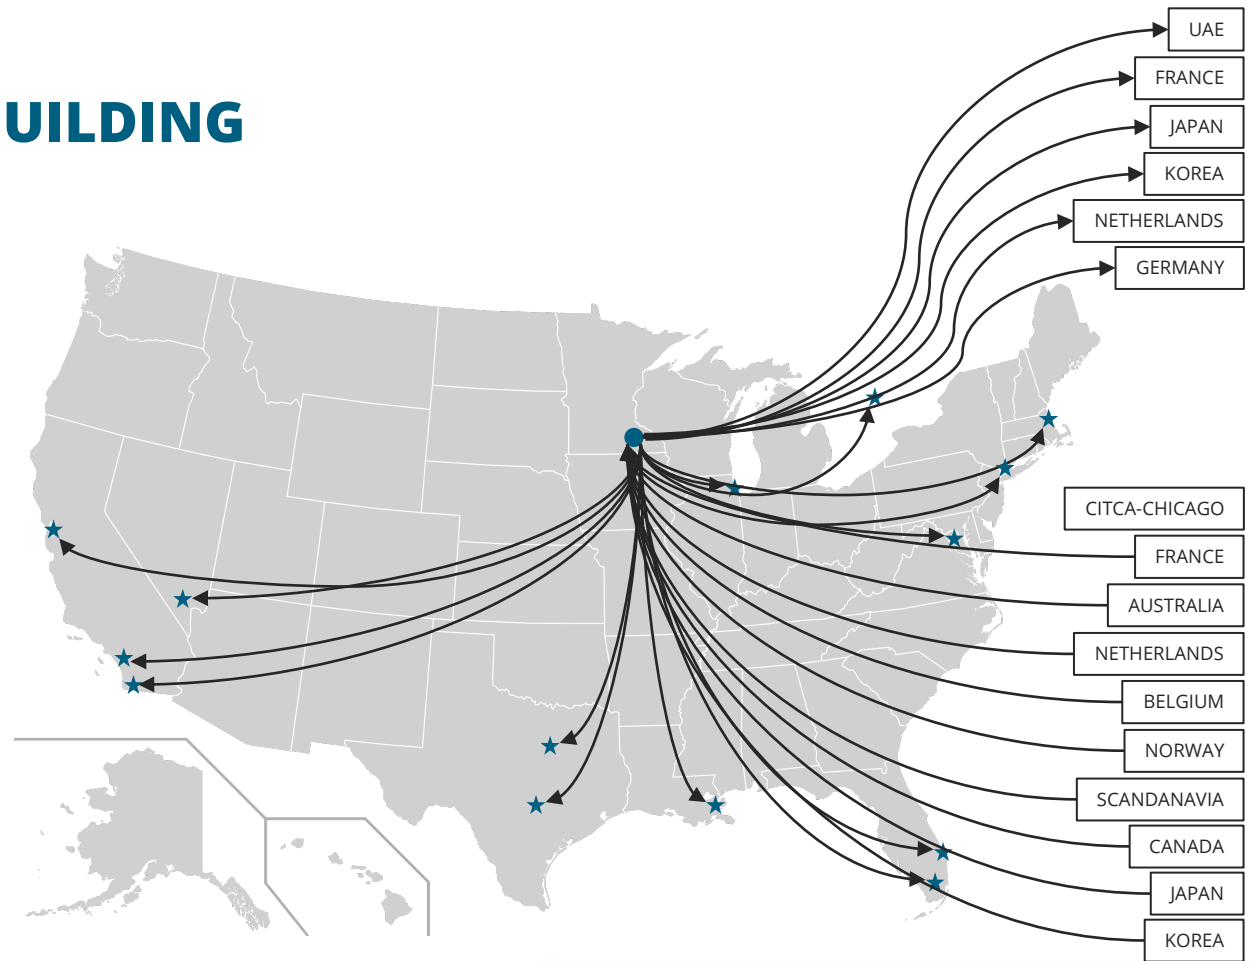 UAE
FRANCE
UILDING
JAPAN
KOREA
NETHERLANDS
GERMANY
CITCA-CHICAGO
FRANCE
AUSTRALIA
NETHERLANDS
BELGIUM
NORWAY
SCANDANAVIA
CANADA
JAPAN
KOREA